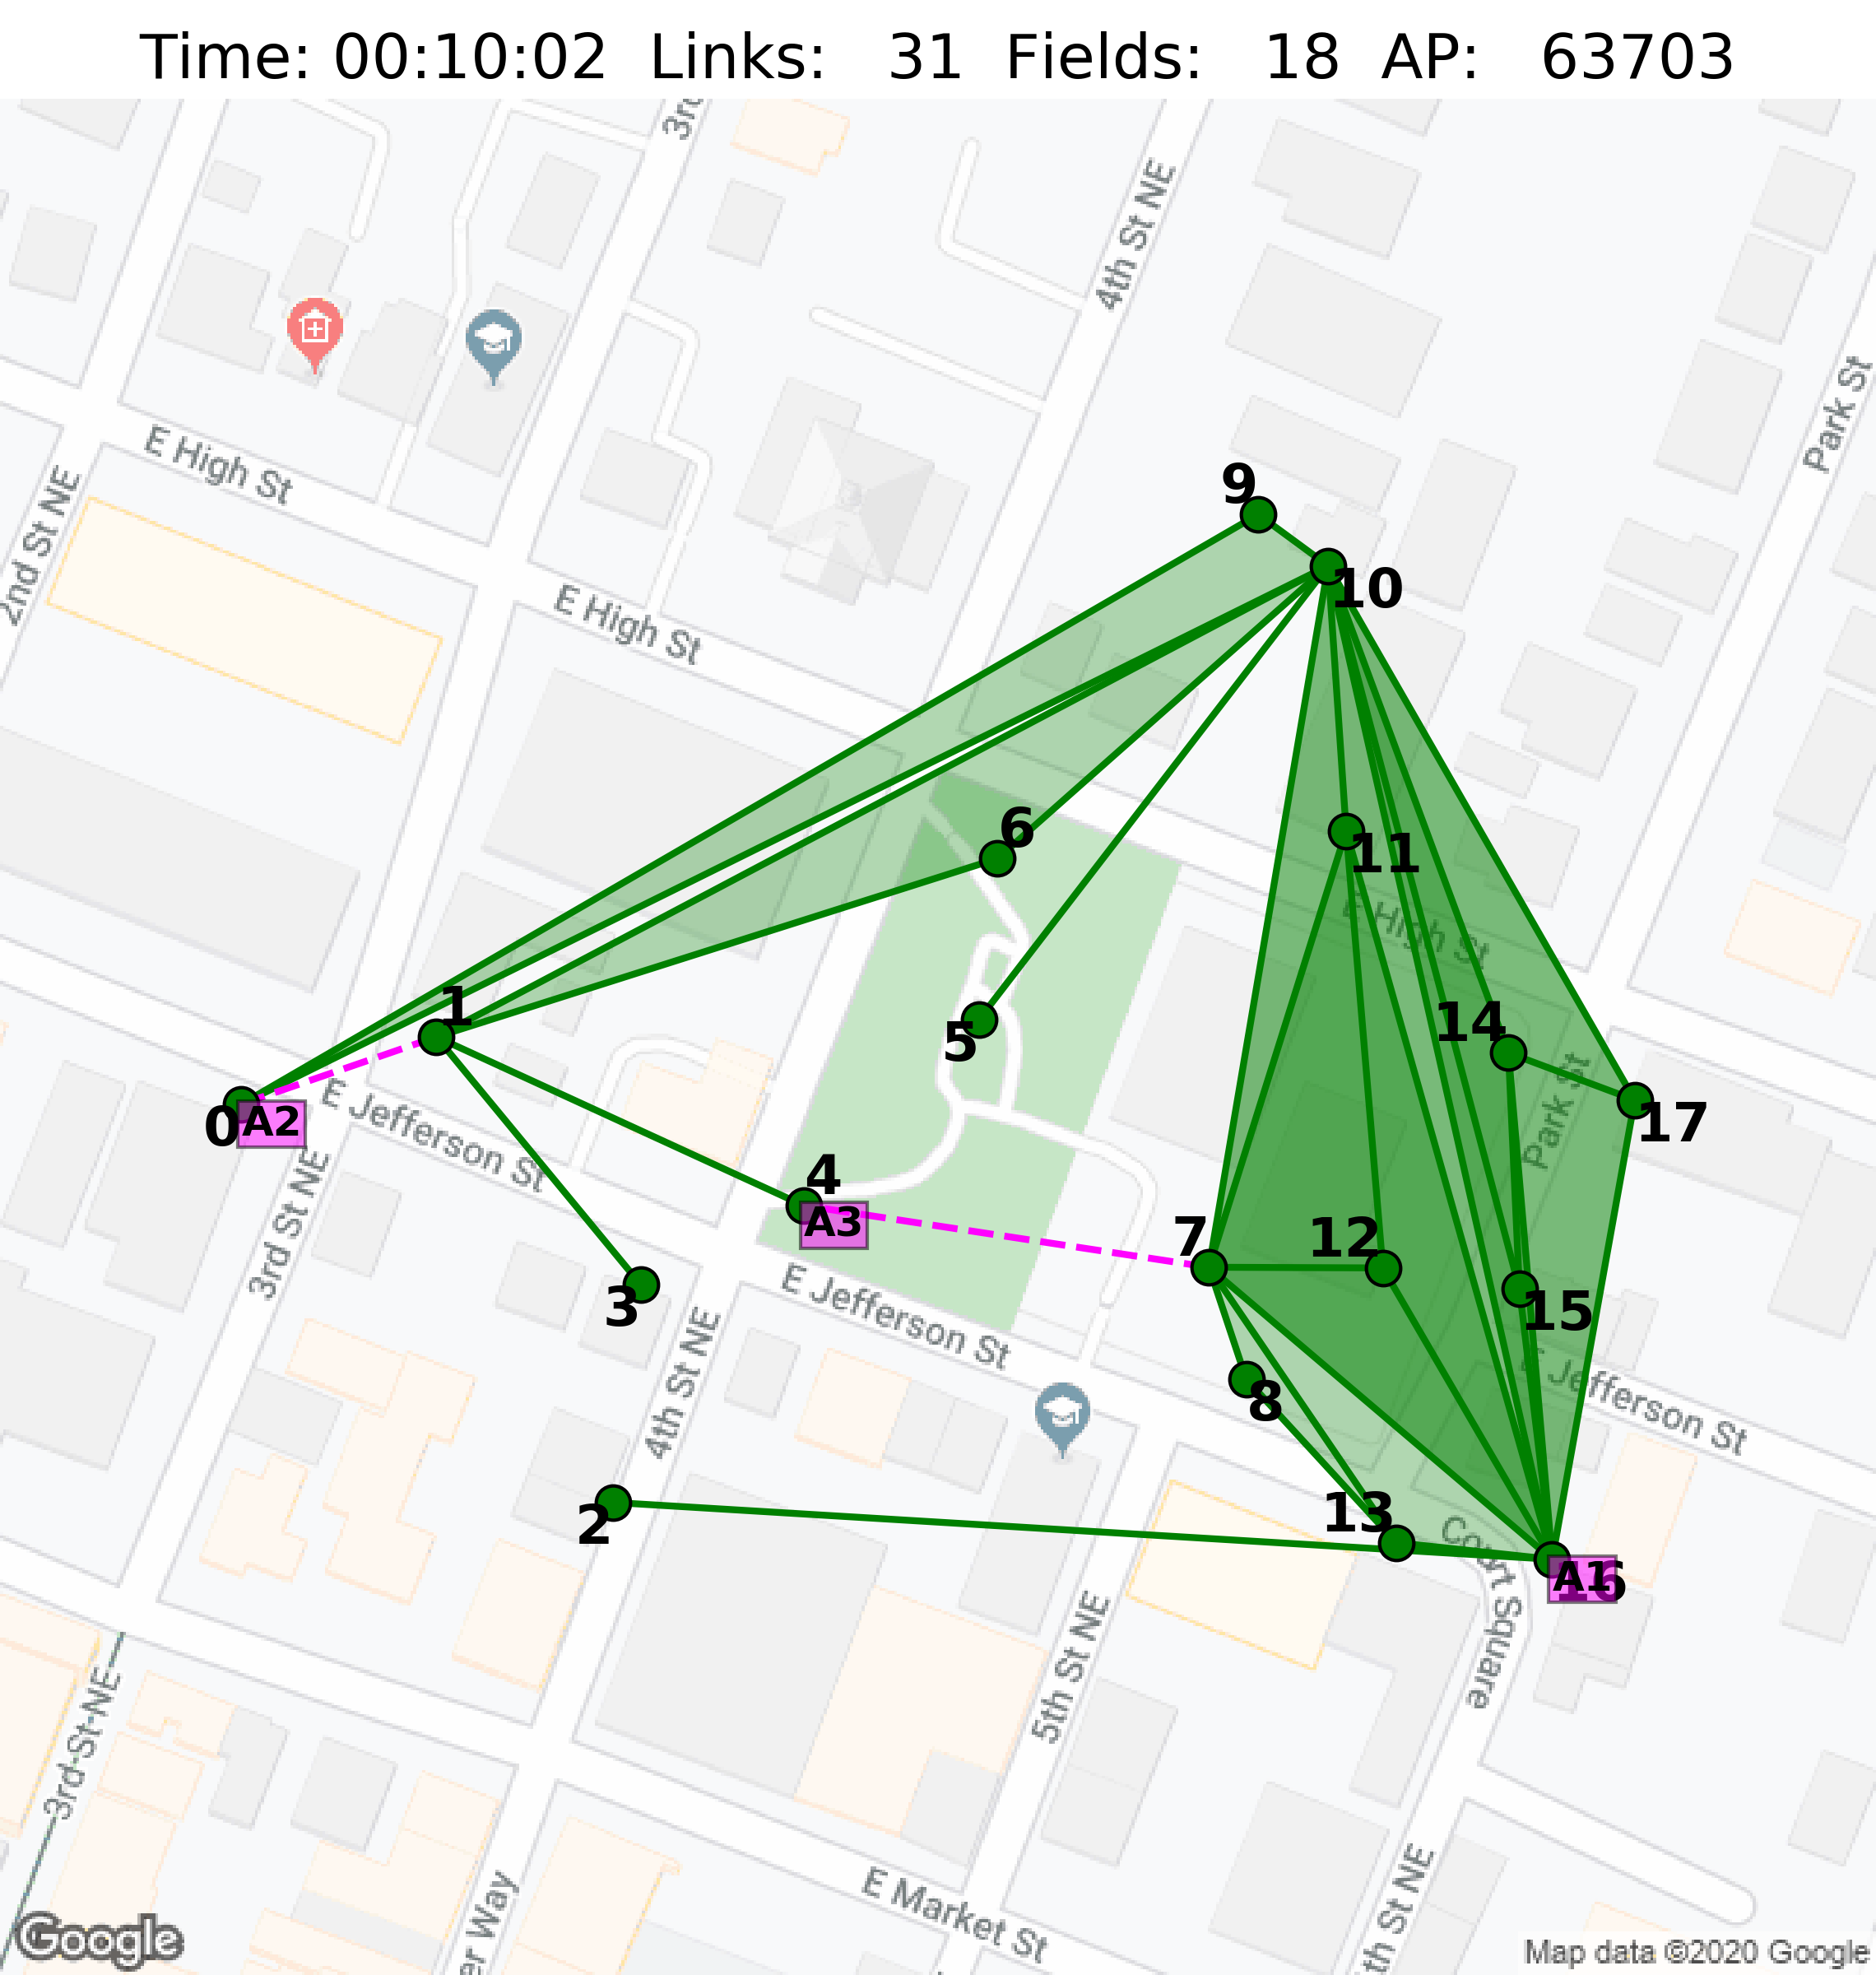 Time: 00:10:02 Links: 31 Fields: 18 AP: 63703
3rd
4th St NE
Park St
E High St
2nd St NE
9
10
E High St
6
11
E High St
1
5
14
Park St
0
A2
E Jefferson St
17
4
A3
3rd St NE
7
12
3
E Jefferson St
15
E Jefferson St
4th St NE
8
2
13
Court Square
A1
16
5th St NE
3rd St NE
E Market St
er Way
th St NE
Google
Map data ©2020 Google